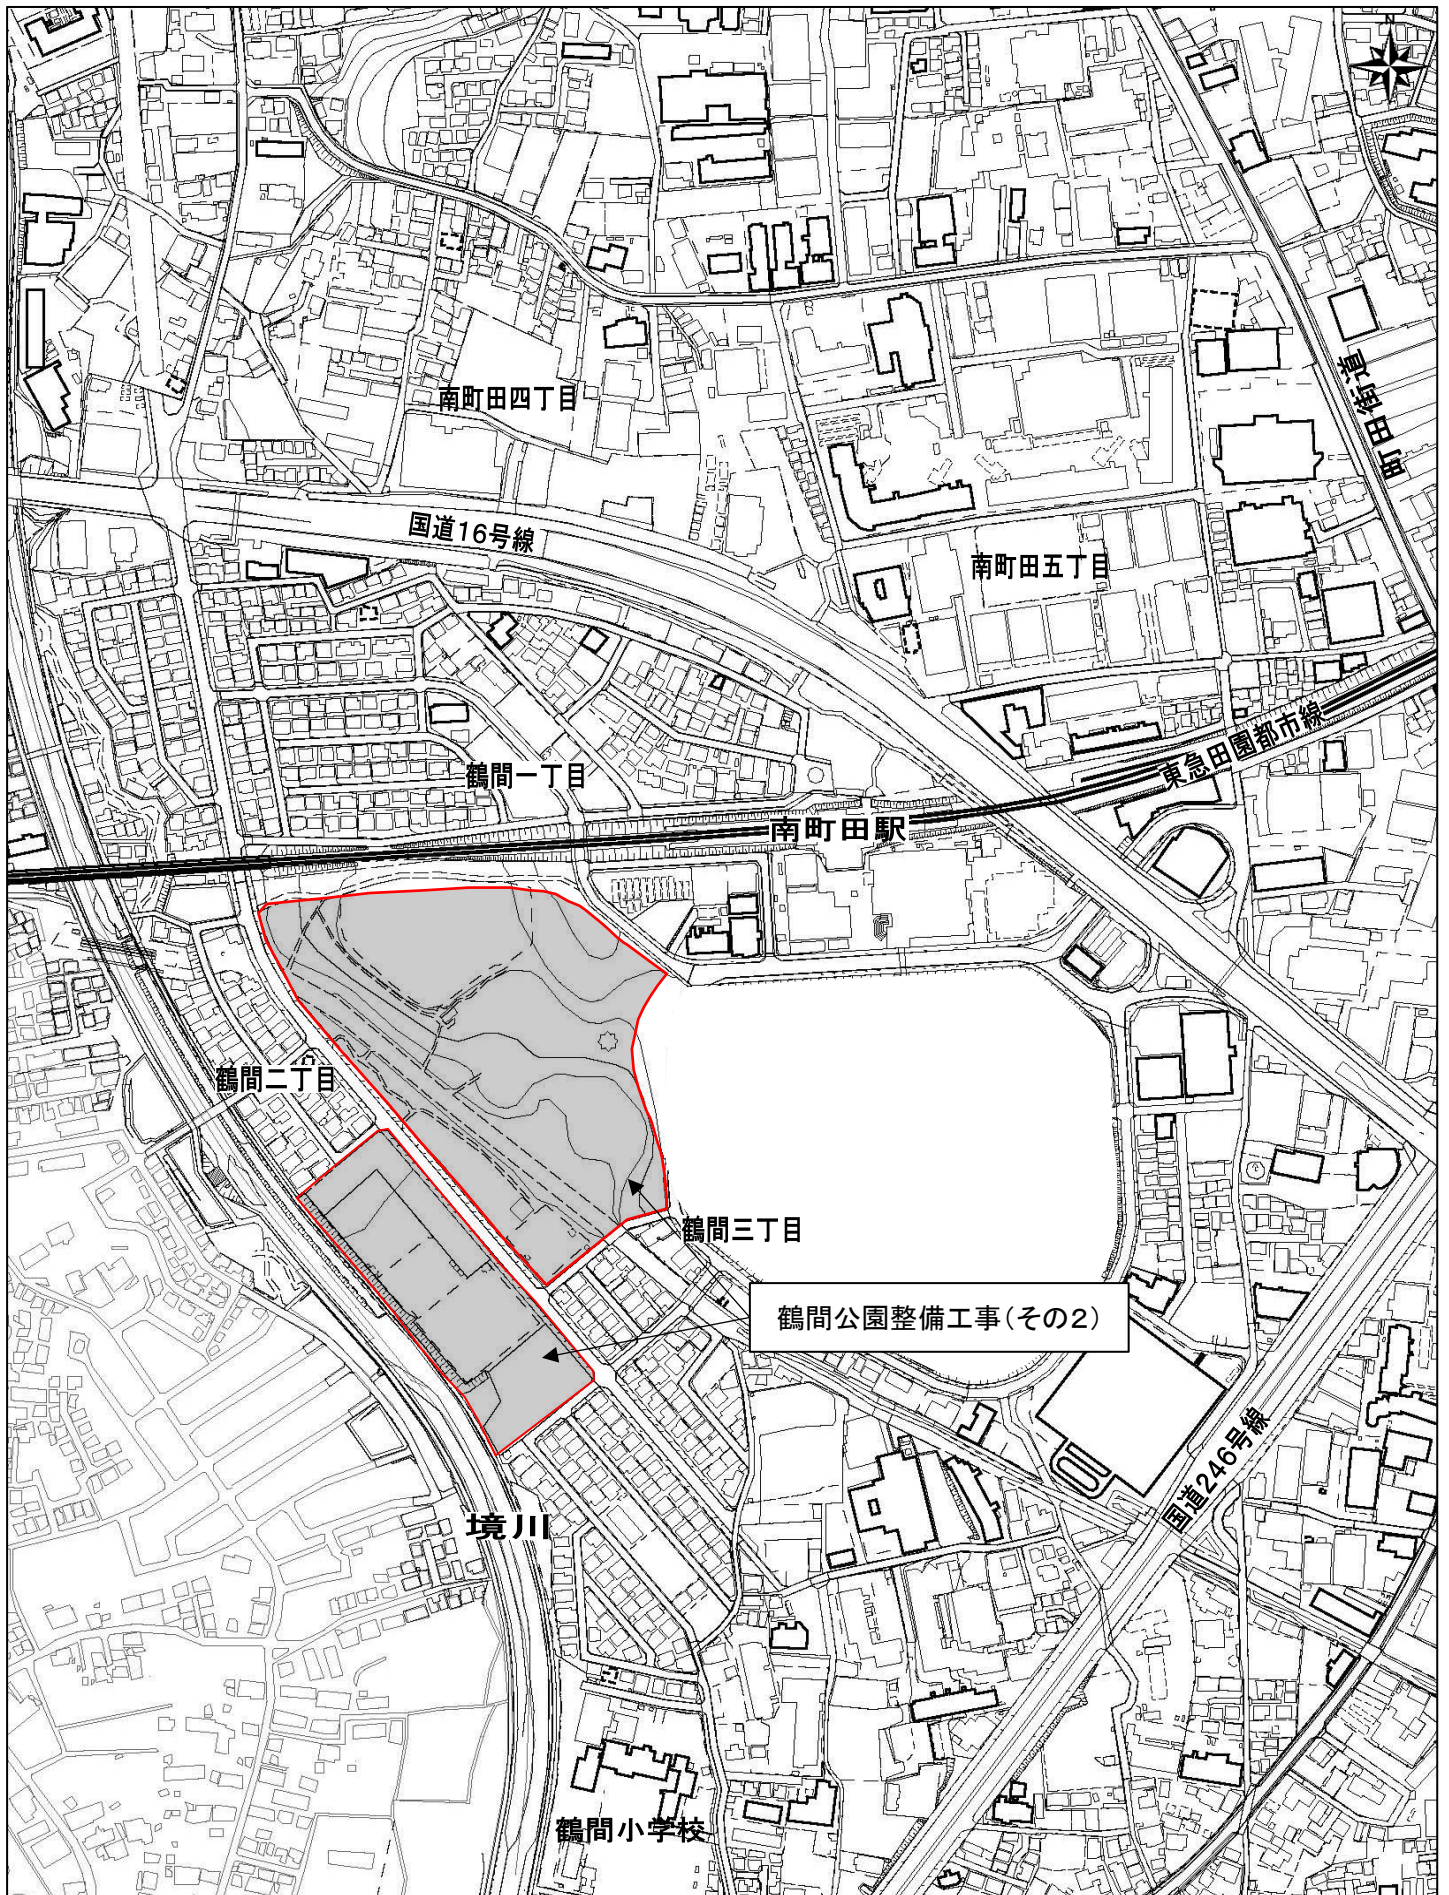 町田街道
南町田四丁目
国道16号線
南町田五丁目
東急田園都市線
鶴間一丁目
南町田駅
鶴間二丁目
鶴間三丁目
鶴間公園整備工事(その2)
国道246号線
境川
鶴間小学校